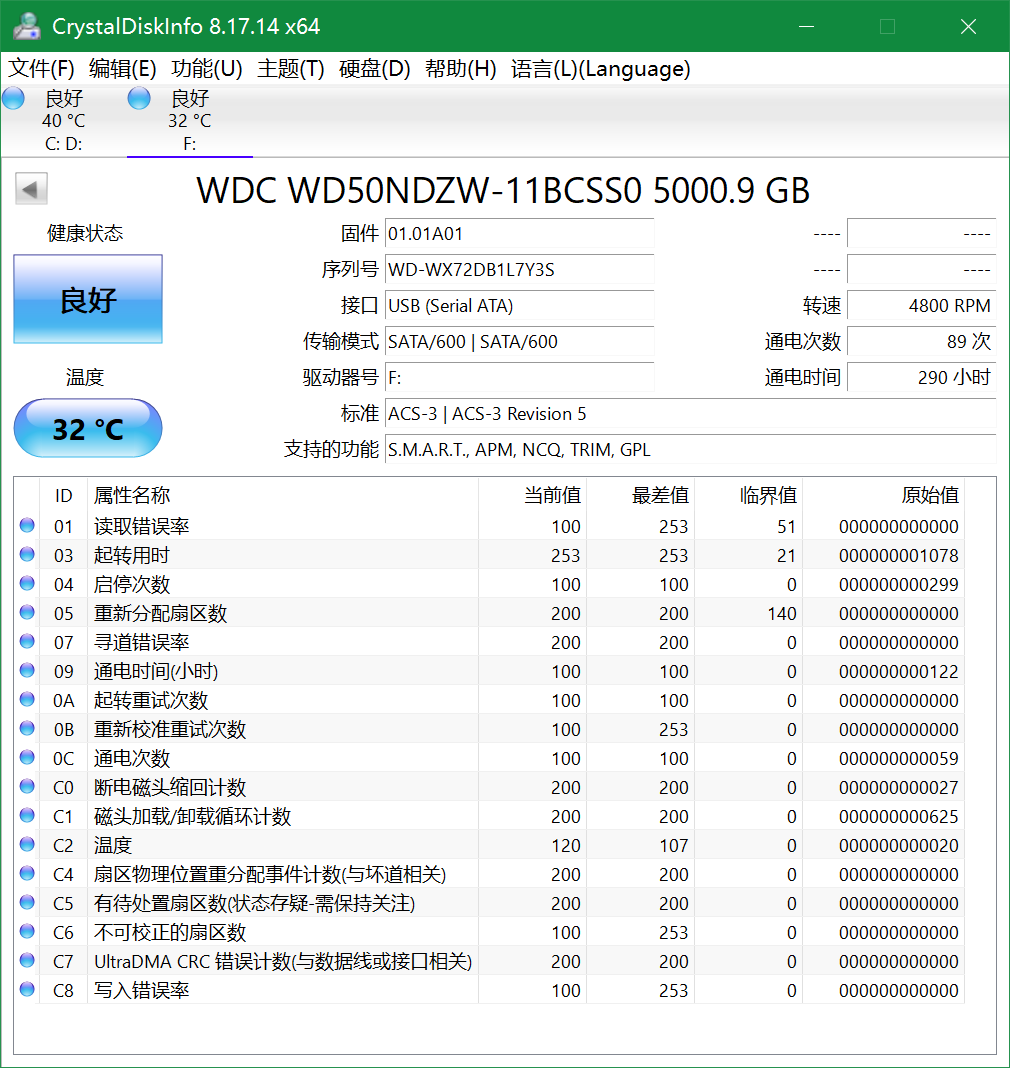 CrystalDiskInfo 8.17.14 x64
文件(F) 编辑(E) 功能(U) 主题(T) 硬盘(D) 帮助(H) 语言(L)(Language)
良好 良好
40 °C 32 °C
C: D: F:
WDC WD50NDZW-11BCSS0 5000.9 GB
健康状态 固件 01.01A01 ---- ----
良好 序列号 WD-WX72DB1L7Y3S ---- ----
接口 USB (Serial ATA) 转速 4800 RPM
传输模式 SATA/600 | SATA/600 通电次数 89 次
温度 驱动器号 F: 通电时间 290 小时
32 °C 标准 ACS-3 | ACS-3 Revision 5
支持的功能 S.M.A.R.T., APM, NCQ, TRIM, GPL
ID 属性名称 当前值 最差值 临界值 原始值
01 读取错误率 100 253 51 000000000000
03 起转用时 253 253 21 000000001078
04 启停次数 100 100 0 000000000299
05 重新分配扇区数 200 200 140 000000000000
07 寻道错误率 200 200 0 000000000000
09 通电时间(小时) 100 100 0 000000000122
0A 起转重试次数 100 100 0 000000000000
0B 重新校准重试次数 100 253 0 000000000000
0C 通电次数 100 100 0 000000000059
C0 断电磁头缩回计数 200 200 0 000000000027
C1 磁头加载/卸载循环计数 200 200 0 000000000625
C2 温度 120 107 0 000000000020
C4 扇区物理位置重分配事件计数(与坏道相关) 200 200 0 000000000000
C5 有待处置扇区数(状态存疑-需保持关注) 200 200 0 000000000000
C6 不可校正的扇区数 100 253 0 000000000000
C7 UltraDMA CRC 错误计数(与数据线或接口相关) 200 200 0 000000000000
C8 写入错误率 100 253 0 000000000000